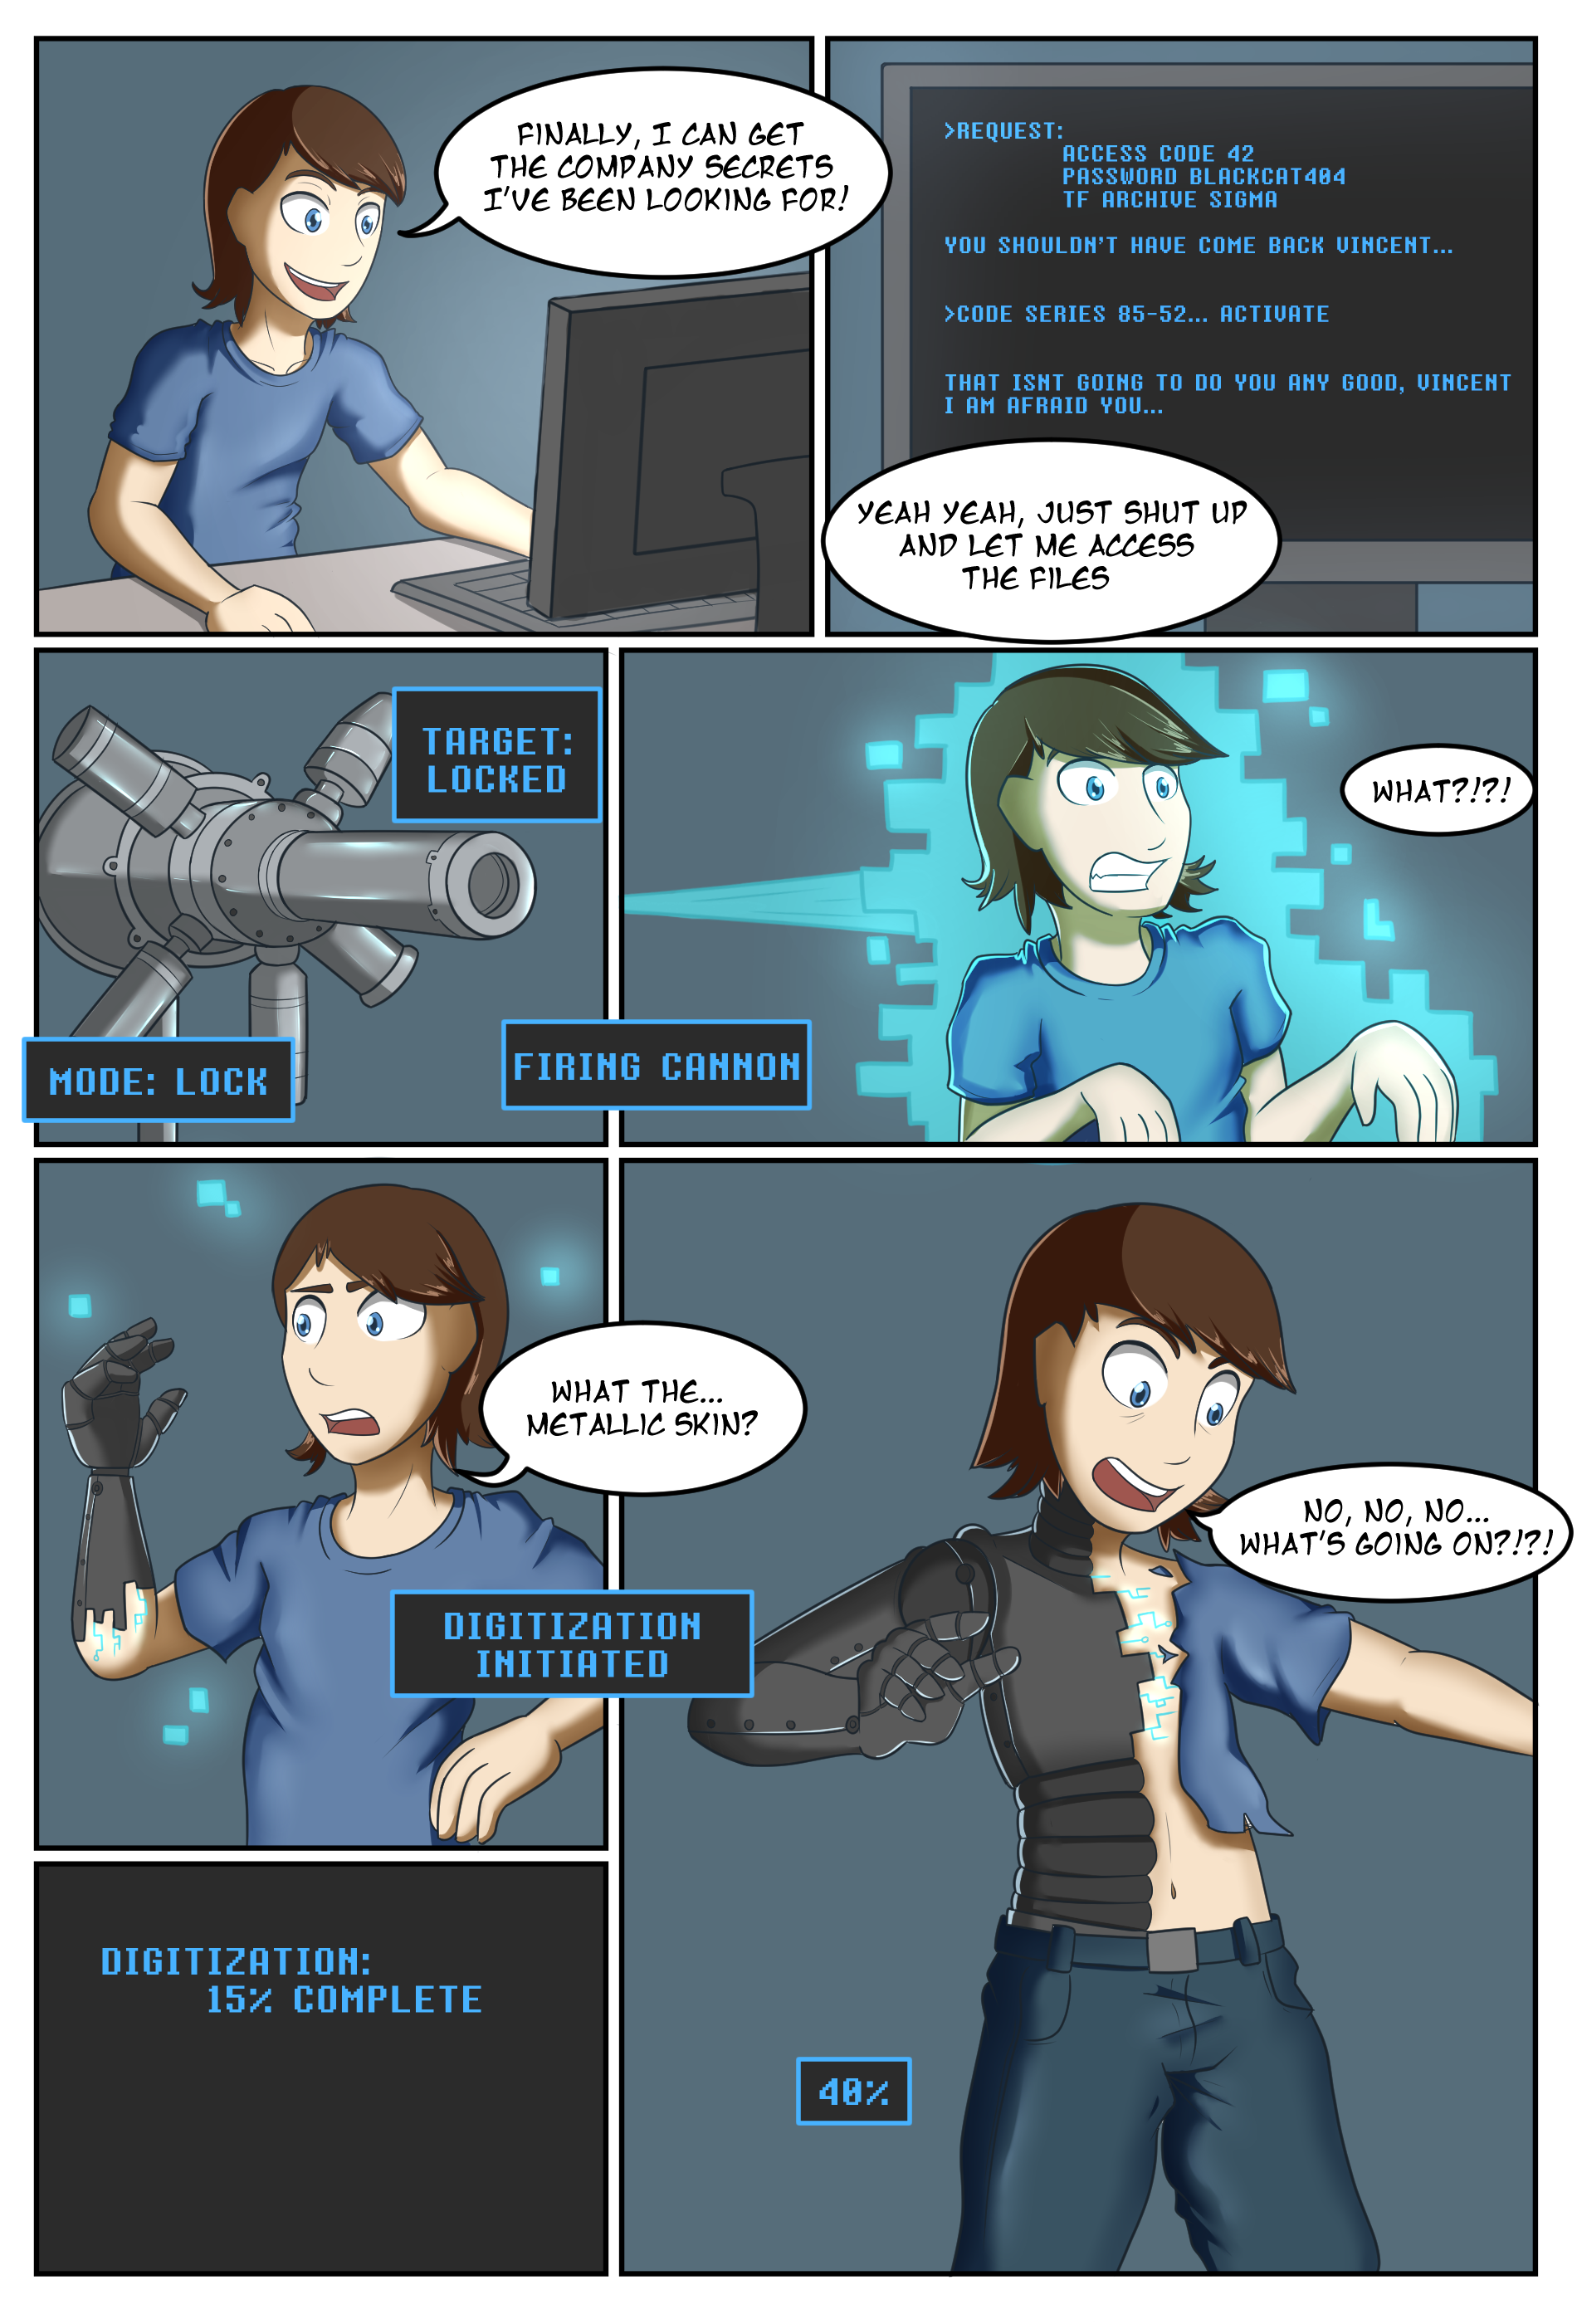 FINALLY, I CAN GET
THE COMPANY SECRETS
I'VE BEEN LOOKING FOR!
>REQUEST:
ACCESS CODE 42
PASSWORD BLACKCAT404
TF ARCHIVE SIGMA
YOU SHOULDN'T HAVE COME BACK VINCENT...
>CODE SERIES 85-52... ACTIVATE
THAT ISNT GOING TO DO YOU ANY GOOD, VINCENT
I AM AFRAID YOU...
YEAH YEAH, JUST SHUT UP
AND LET ME ACCESS
THE FILES
TARGET:
LOCKED
MODE: LOCK
FIRING CANNON
WHAT?!?!
WHAT THE...
METALLIC SKIN?
DIGITIZATION
INITIATED
DIGITIZATION:
15% COMPLETE
NO, NO, NO...
WHAT'S GOING ON?!?!
40%